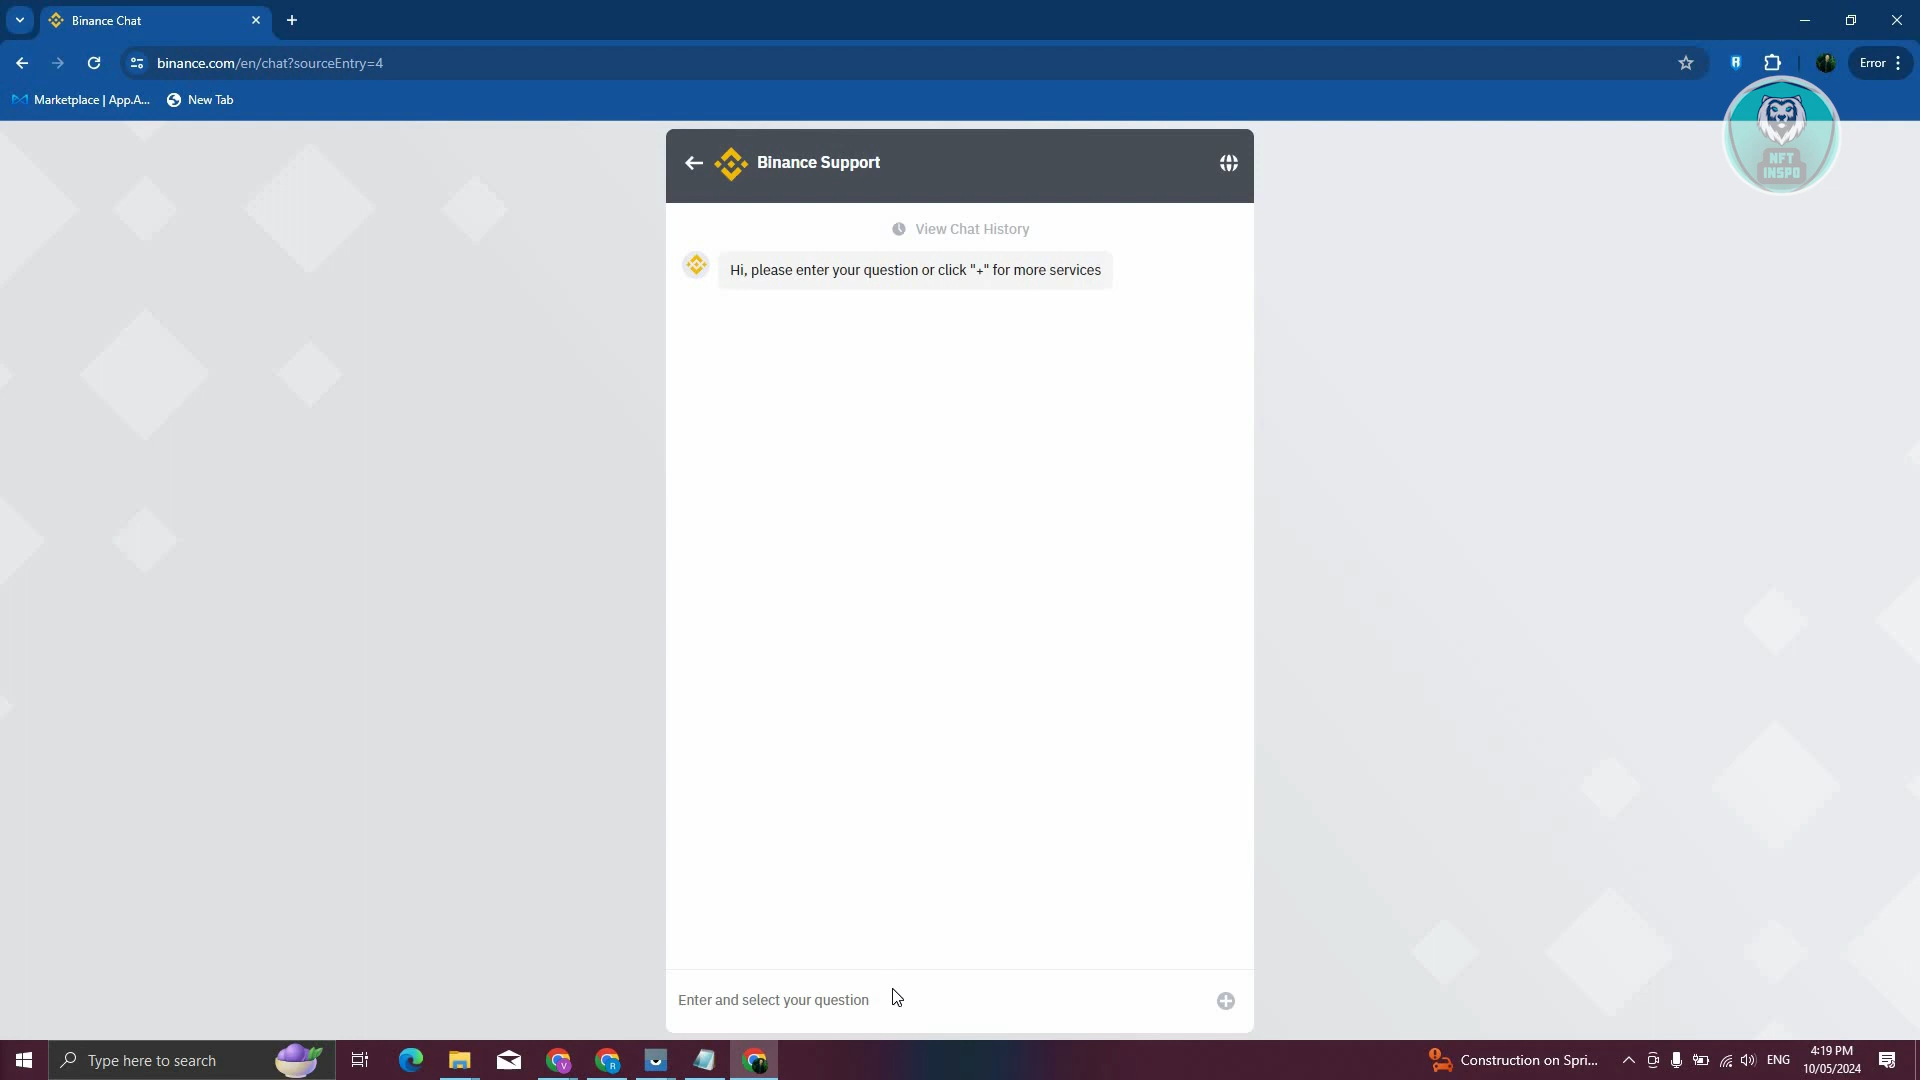 Binance Chat
binance.com/en/chat?sourceEntry=4
Error
Marketplace | App.A...
New Tab
NFT
INSPO
Binance Support
View Chat History
Hi, please enter your question or click "+" for more services
Enter and select your question
Type here to search
V
R
Construction on Spri...
ENG
4:19 PM
10/05/2024